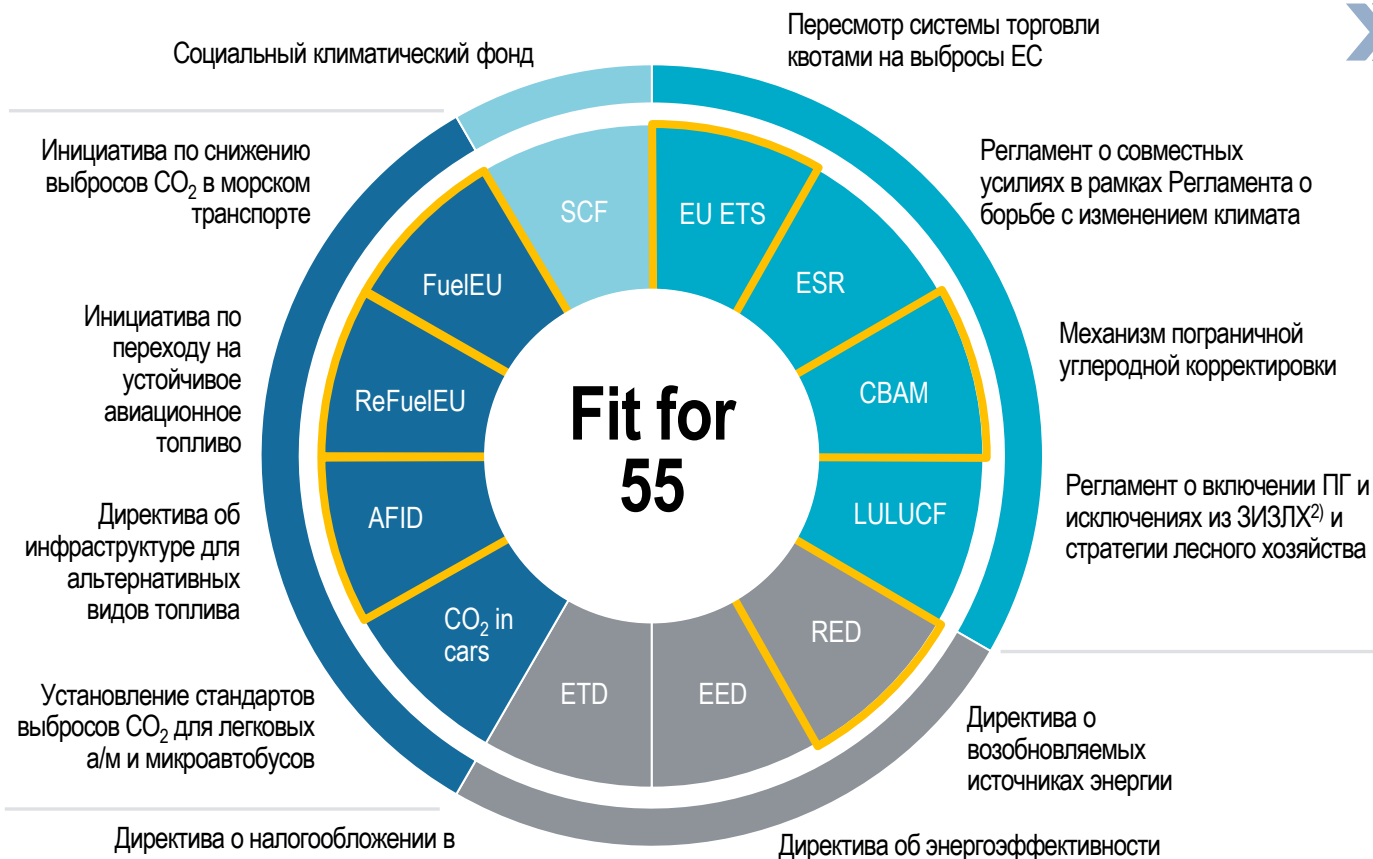 Социальный климатический фонд
Пересмотр системы торговли
квотами на выбросы ЕС
Инициатива по снижению
выбросов CO₂ в морском
транспорте
Регламент о совместных
усилиях в рамках Регламента о
борьбе с изменением климата
Инициатива по
переходу на
устойчивое
авиационное
топливо
Механизм пограничной
углеродной корректировки
Директива об
инфраструктуре для
альтернативных
видов топлива
Регламент о включении ПГ и
исключениях из ЗИЗЛХ²⁾ и
стратегии лесного хозяйства
Установление стандартов
выбросов CO₂ для легковых
а/м и микроавтобусов
Директива о
возобновляемых
источниках энергии
Директива о налогообложении в
Директива об энергоэффективности
SCF
EU ETS
ESR
CBAM
LULUCF
RED
EED
ETD
CO₂ in
cars
AFID
ReFuelEU
FuelEU
Fit for
55